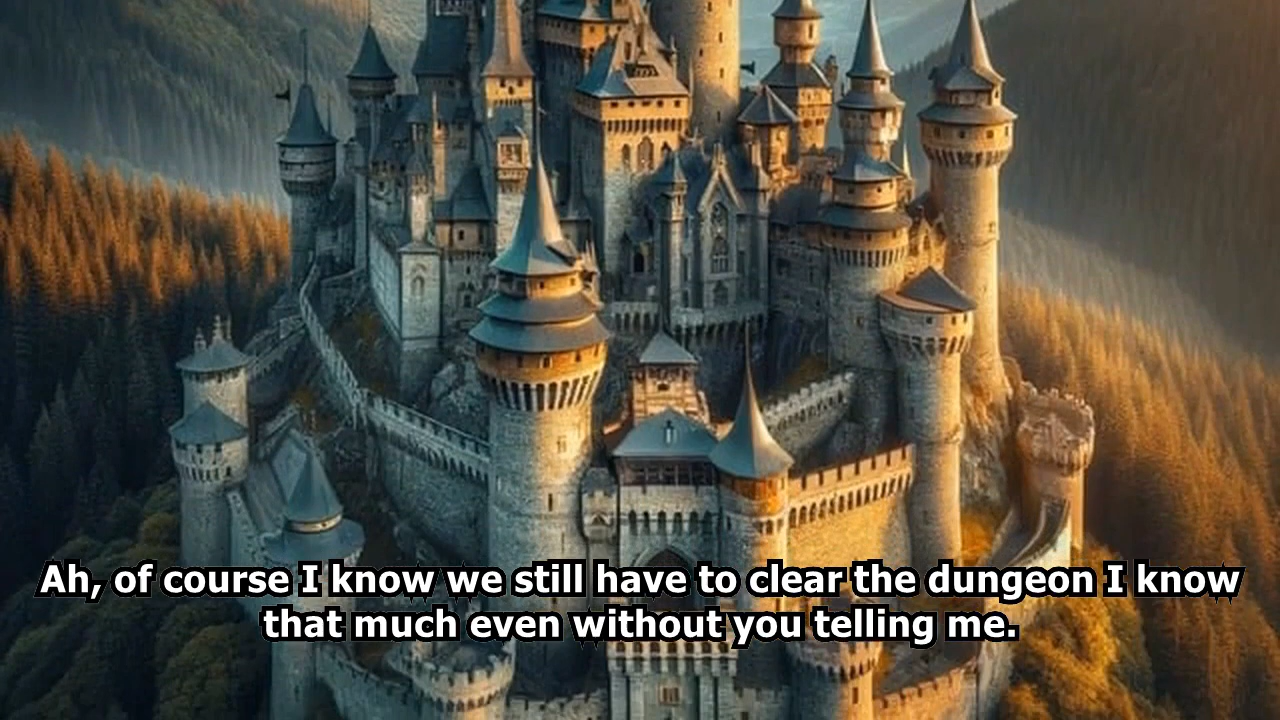 Ah, of course I know we still have to clear the dungeon I know
that much even without you telling me.